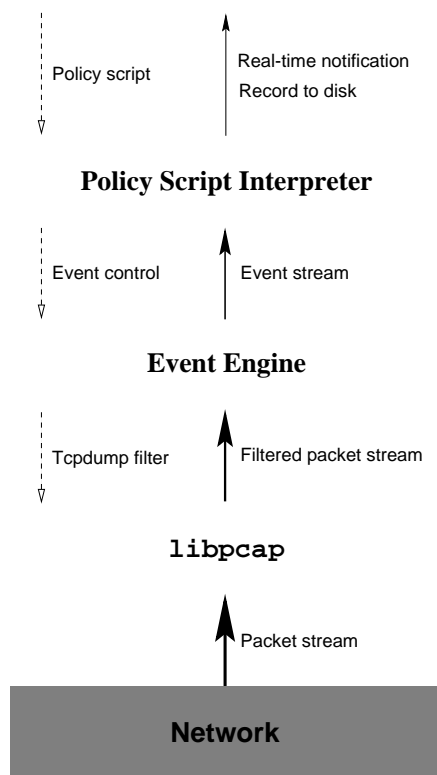 Policy script
Real-time notification
Record to disk
Policy Script Interpreter
Event control
Event stream
Event Engine
Tcpdump filter
Filtered packet stream
libpcap
Packet stream
Network